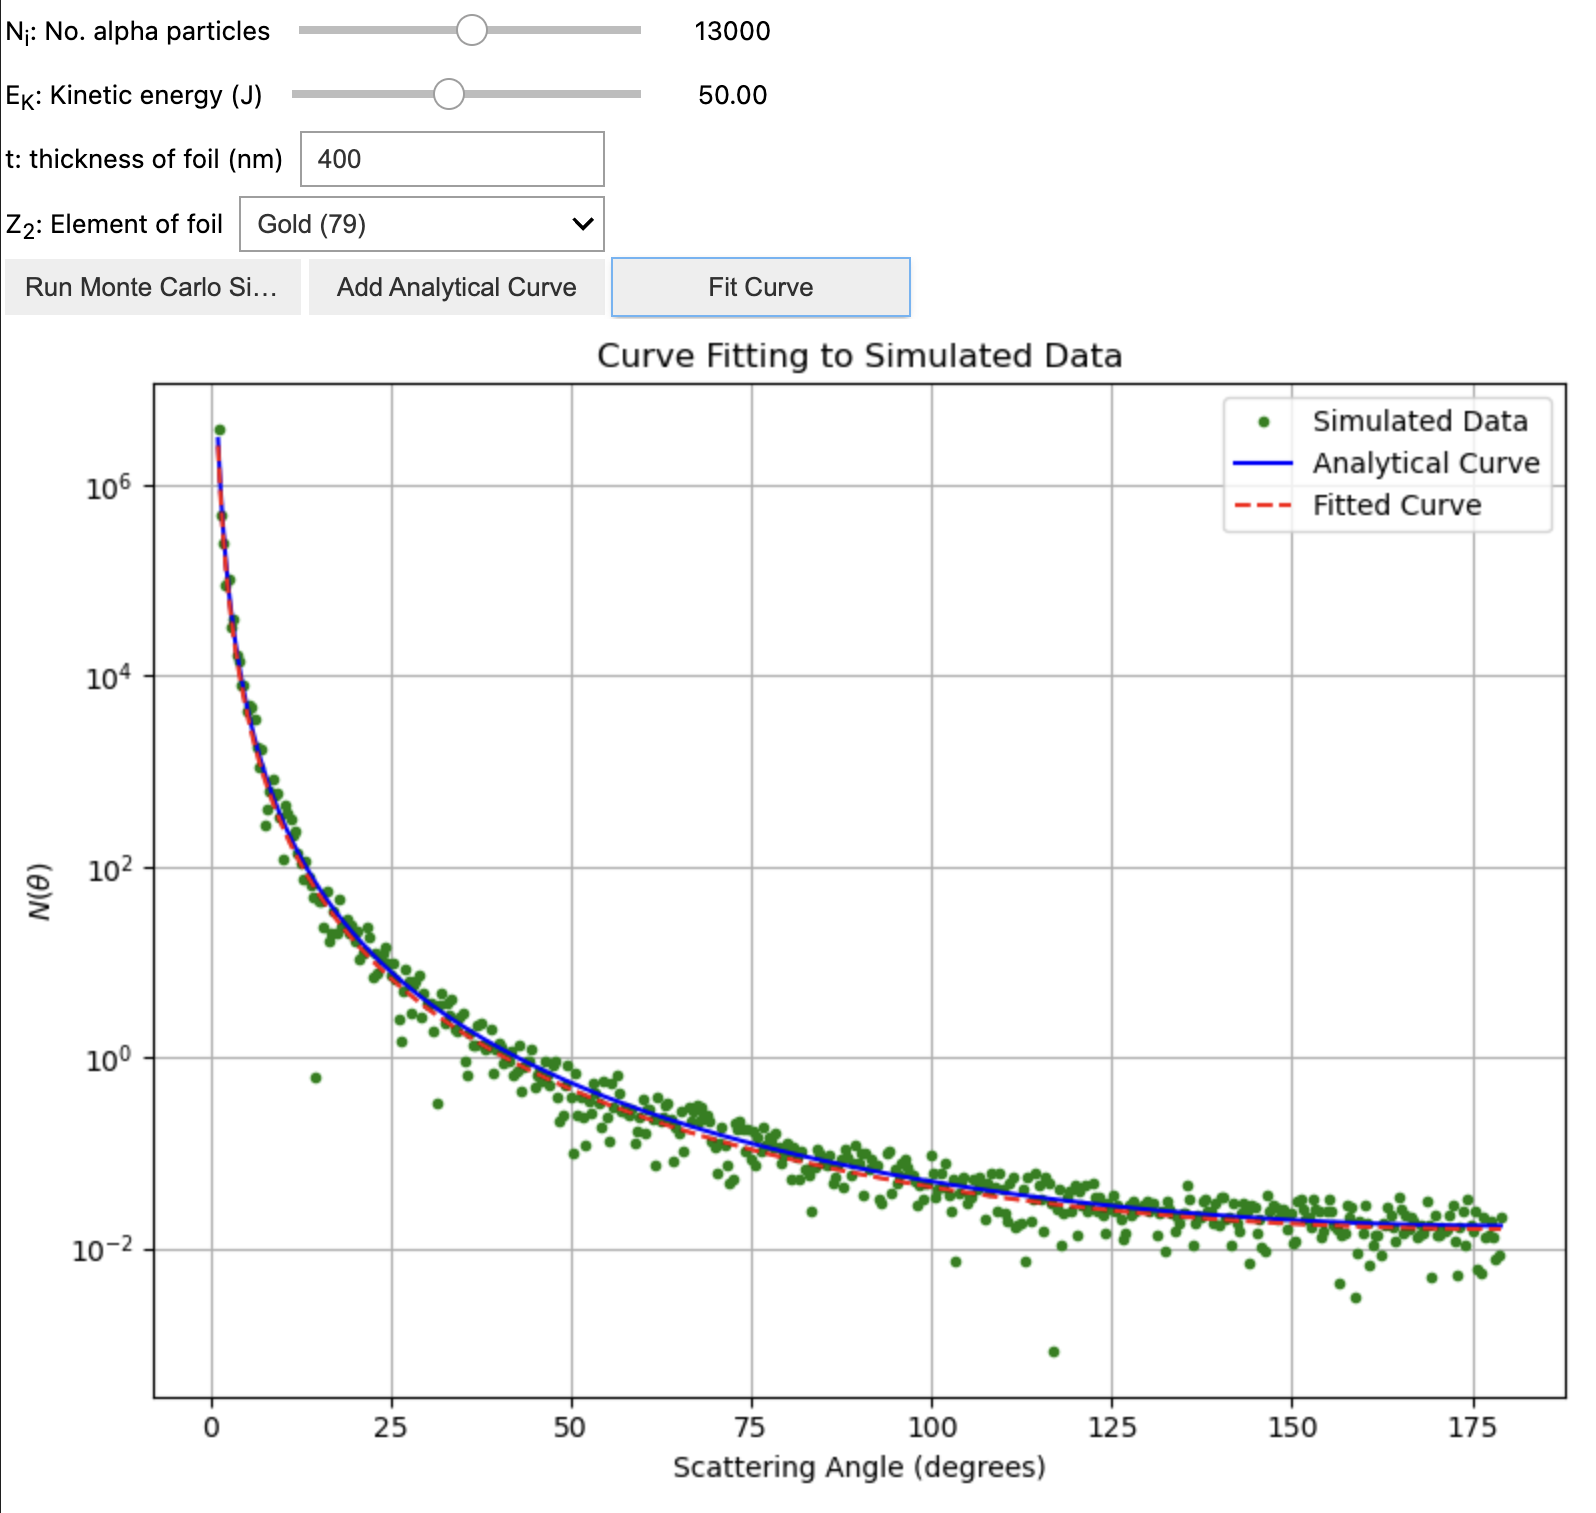 Nᵢ: No. alpha particles 13000
E_K: Kinetic energy (J) 50.00
t: thickness of foil (nm) 400
Z₂: Element of foil Gold (79)
Run Monte Carlo Si... Add Analytical Curve Fit Curve
Curve Fitting to Simulated Data
Simulated Data
Analytical Curve
Fitted Curve
10⁶
10⁴
10²
10⁰
10⁻²
N(θ)
0 25 50 75 100 125 150 175
Scattering Angle (degrees)